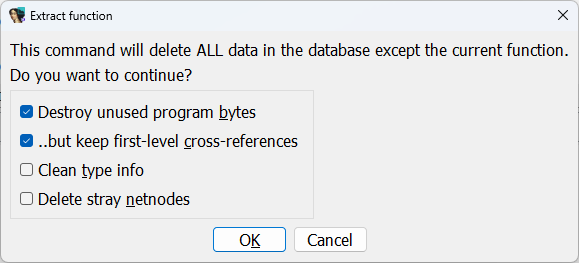 Extract function
This command will delete ALL data in the database except the current function.
Do you want to continue?
Destroy unused program bytes
..but keep first-level cross-references
Clean type info
Delete stray netnodes
OK
Cancel